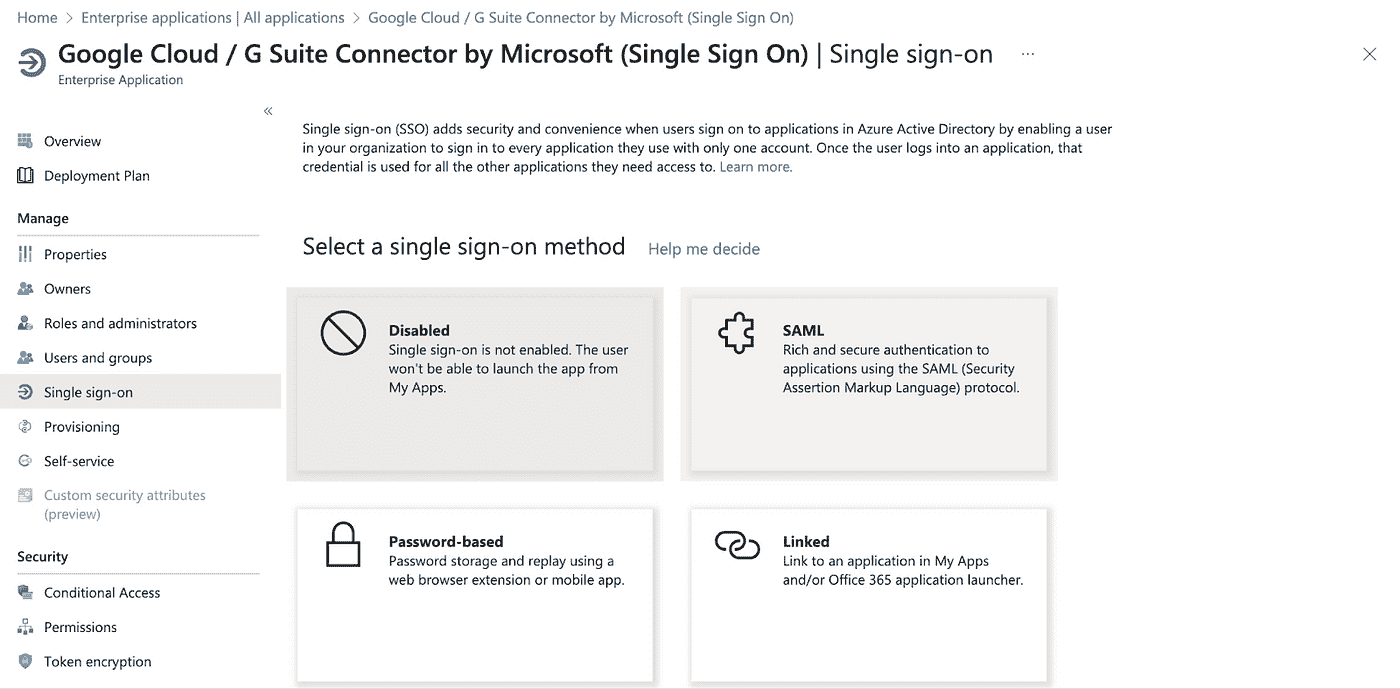 Home > Enterprise applications | All applications > Google Cloud / G Suite Connector by Microsoft (Single Sign On)
Google Cloud / G Suite Connector by Microsoft (Single Sign On) | Single sign-on ...
Enterprise Application
«
Overview
Deployment Plan
Manage
Properties
Owners
Roles and administrators
Users and groups
Single sign-on
Provisioning
Self-service
Custom security attributes
(preview)
Security
Conditional Access
Permissions
Token encryption
Single sign-on (SSO) adds security and convenience when users sign on to applications in Azure Active Directory by enabling a user
in your organization to sign in to every application they use with only one account. Once the user logs into an application, that
credential is used for all the other applications they need access to. Learn more.
Select a single sign-on method Help me decide
Disabled
Single sign-on is not enabled. The user
won't be able to launch the app from
My Apps.
SAML
Rich and secure authentication to
applications using the SAML (Security
Assertion Markup Language) protocol.
Password-based
Password storage and replay using a
web browser extension or mobile app.
Linked
Link to an application in My Apps
and/or Office 365 application launcher.